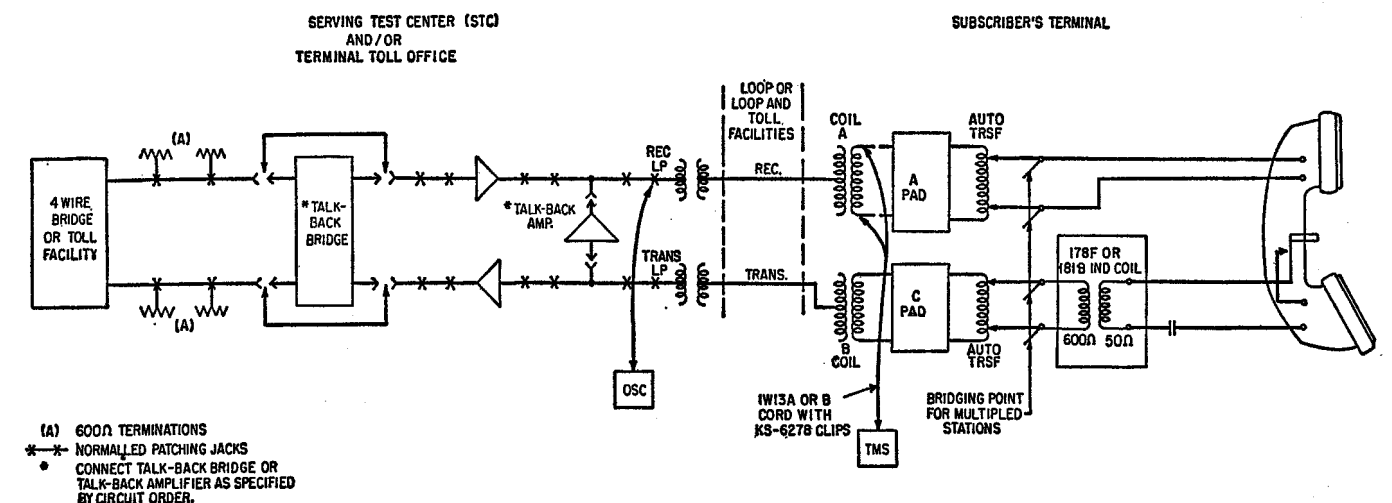 SERVING TEST CENTER (STC)
AND/OR
TERMINAL TOLL OFFICE
SUBSCRIBER'S TERMINAL
(A)
4 WIRE
BRIDGE
OR TOLL
FACILITY
(A)
* TALK-
BACK
BRIDGE
* TALK-BACK
AMP.
REC
LP
TRANS
LP
OSC
LOOP OR
LOOP AND
TOLL
FACILITIES
REC.
TRANS.
COIL
A
A
PAD
AUTO
TRSF
B
COIL
C
PAD
AUTO
TRSF
178F OR
181B IND COIL
600Ω 50Ω
1W13A OR B
CORD WITH
KS-6278 CLIPS
TMS
BRIDGING POINT
FOR MULTIPLED
STATIONS
(A) 600Ω TERMINATIONS
NORMALLED PATCHING JACKS
* CONNECT TALK-BACK BRIDGE OR
TALK-BACK AMPLIFIER AS SPECIFIED
BY CIRCUIT ORDER.